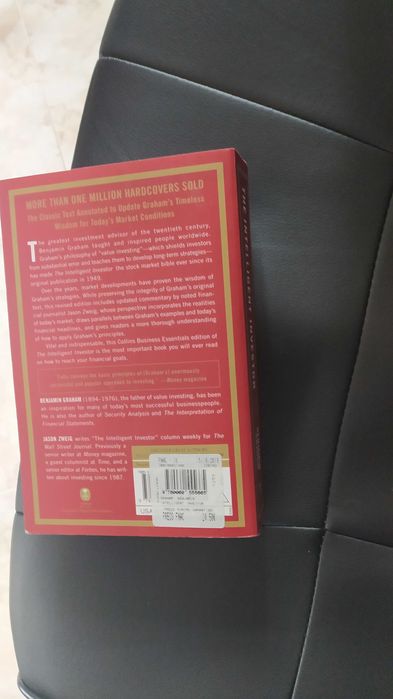 MORE THAN ONE MILLION HARDCOVERS SOLD
The Classic Text Annotated to Update Graham's Timeless
Wisdom for Today's Market Conditions
The greatest investment advisor of the twentieth century,
Benjamin Graham taught and inspired people worldwide.
Graham's philosophy of "value investing"—which shields investors
from substantial error and teaches them to develop long-term strategies—
has made The Intelligent Investor the stock market bible ever since its
original publication in 1949.
Over the years, market developments have proven the wisdom of
Graham's strategies. While preserving the integrity of Graham's original
text, this revised edition includes updated commentary by noted finan-
cial journalist Jason Zweig, whose perspective incorporates the realities
of today's market, draws parallels between Graham's examples and today's
financial headlines, and gives readers a more thorough understanding
of how to apply Graham's principles.
Vital and indispensable, this Collins Business Essentials edition of
The Intelligent Investor is the most important book you will ever read
on how to reach your financial goals.
—Money magazine
BENJAMIN GRAHAM (1894–1976), the father of value investing, has been
an inspiration for many of today's most successful businesspeople.
He is also the author of Security Analysis and The Interpretation of
Financial Statements.
JASON ZWEIG writes "The Intelligent Investor" column weekly for The
Wall Street Journal. Previously a
senior writer at Money magazine,
a guest columnist at Time, and a
senior editor at Forbes, he has writ-
ten about investing since 1987.
USA
PRECO FNAC
THE INTELLIGENT INVESTOR